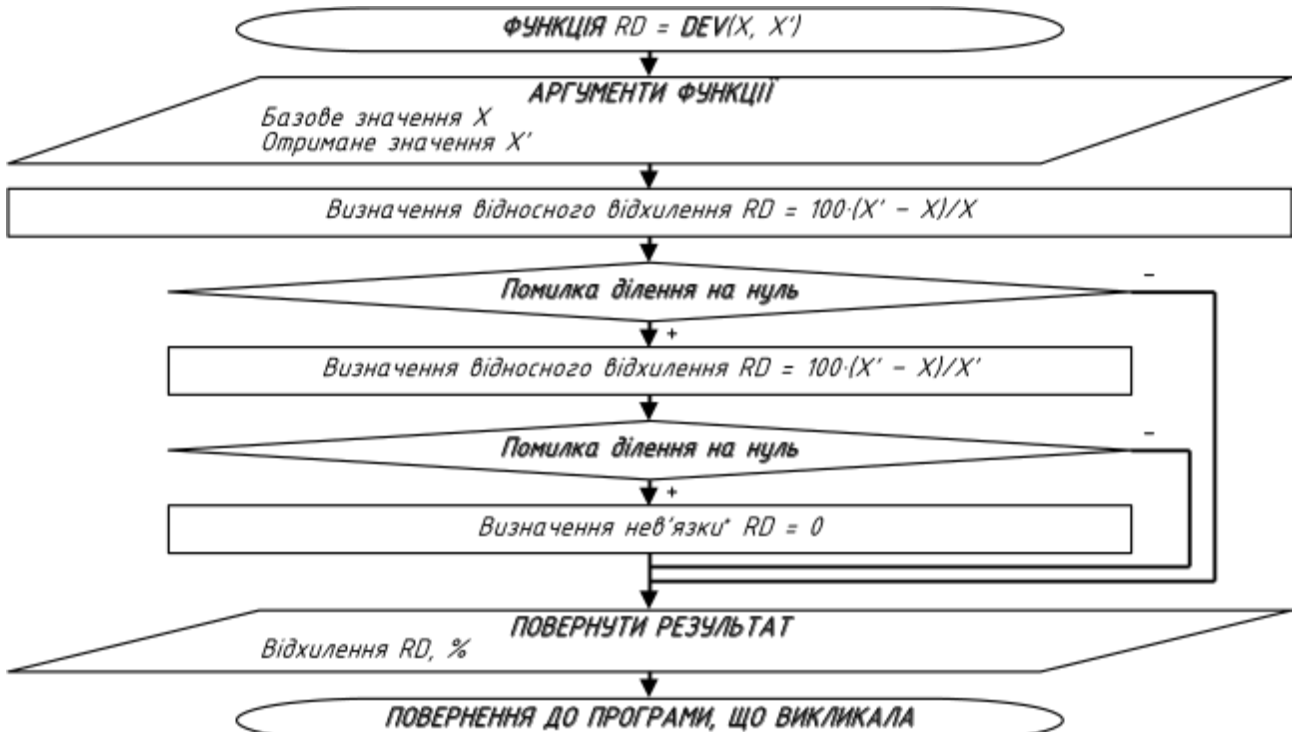 ФУНКЦІЯ RD = DEV(X, X')
АРГУМЕНТИ ФУНКЦІЇ
Базове значення X
Отримане значення X'
Визначення відносного відхилення RD = 100·(X' – X)/X
Помилка ділення на нуль
–
+
Визначення відносного відхилення RD = 100·(X' – X)/X'
Помилка ділення на нуль
–
+
Визначення нев'язки* RD = 0
ПОВЕРНУТИ РЕЗУЛЬТАТ
Відхилення RD, %
ПОВЕРНЕННЯ ДО ПРОГРАМИ, ЩО ВИКЛИКАЛА